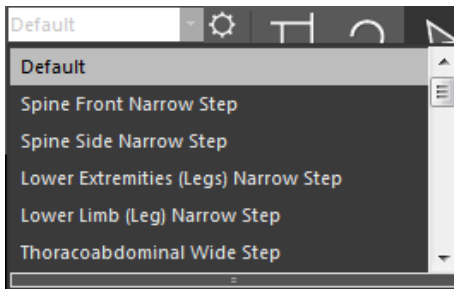 Default
Default
Spine Front Narrow Step
Spine Side Narrow Step
Lower Extremities (Legs) Narrow Step
Lower Limb (Leg) Narrow Step
Thoracoabdominal Wide Step